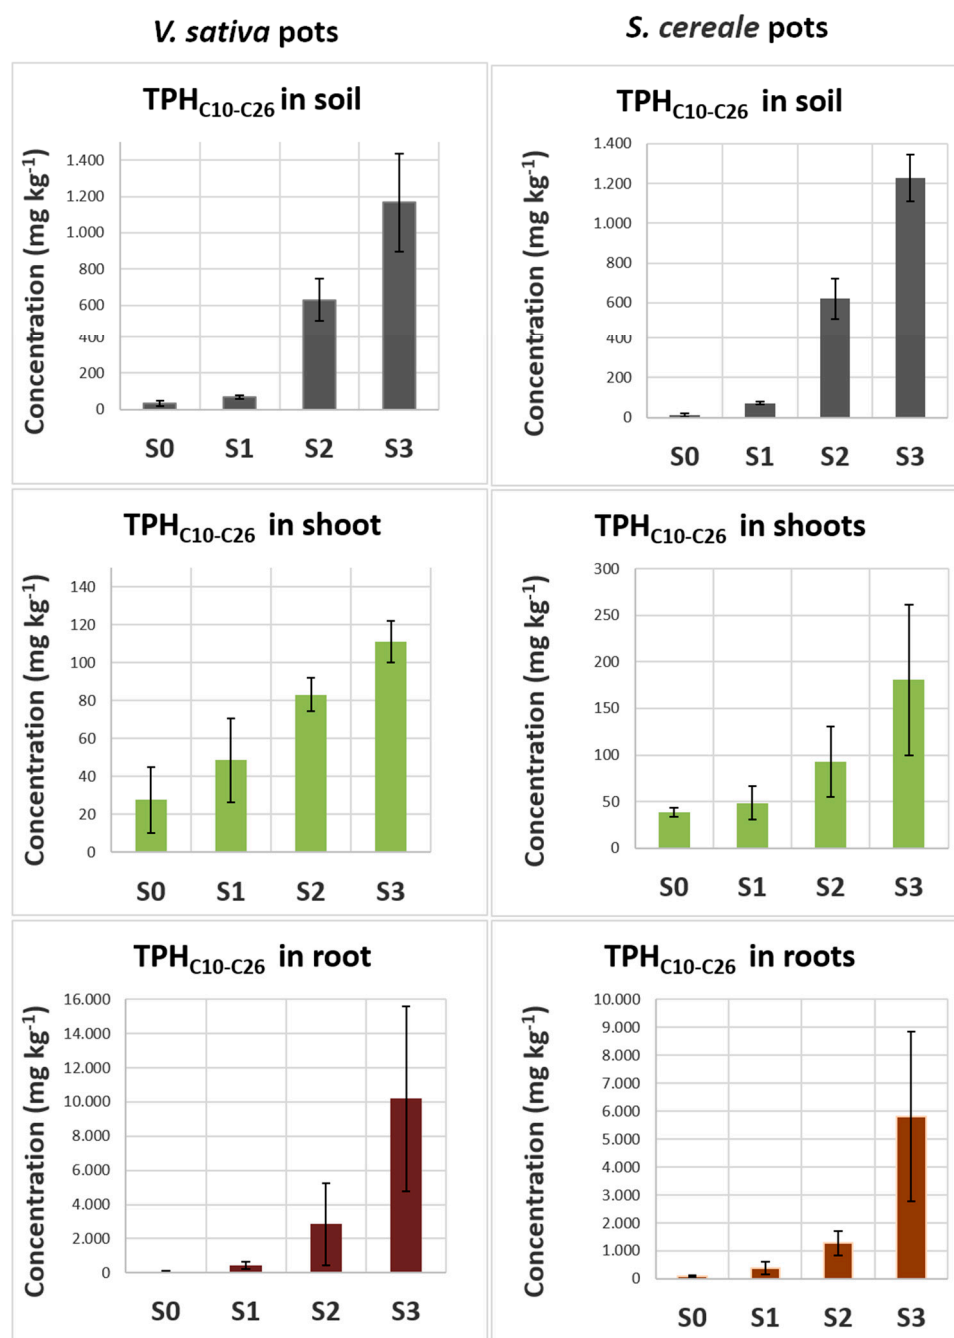 V. sativa pots
S. cereale pots
TPHC10-C26 in soil
Concentration (mg kg-1)
1.400
1.200
1.000
800
600
400
200
0
S0 S1 S2 S3
TPHC10-C26 in soil
Concentration (mg kg-1)
1.400
1.200
1.000
800
600
400
200
0
S0 S1 S2 S3
TPHC10-C26 in shoot
Concentration (mg kg-1)
140
120
100
80
60
40
20
0
S0 S1 S2 S3
TPHC10-C26 in shoots
Concentration (mg kg-1)
300
250
200
150
100
50
0
S0 S1 S2 S3
TPHC10-C26 in root
Concentration (mg kg-1)
16.000
14.000
12.000
10.000
8.000
6.000
4.000
2.000
0
S0 S1 S2 S3
TPHC10-C26 in roots
Concentration (mg kg-1)
10.000
9.000
8.000
7.000
6.000
5.000
4.000
3.000
2.000
1.000
0
S0 S1 S2 S3